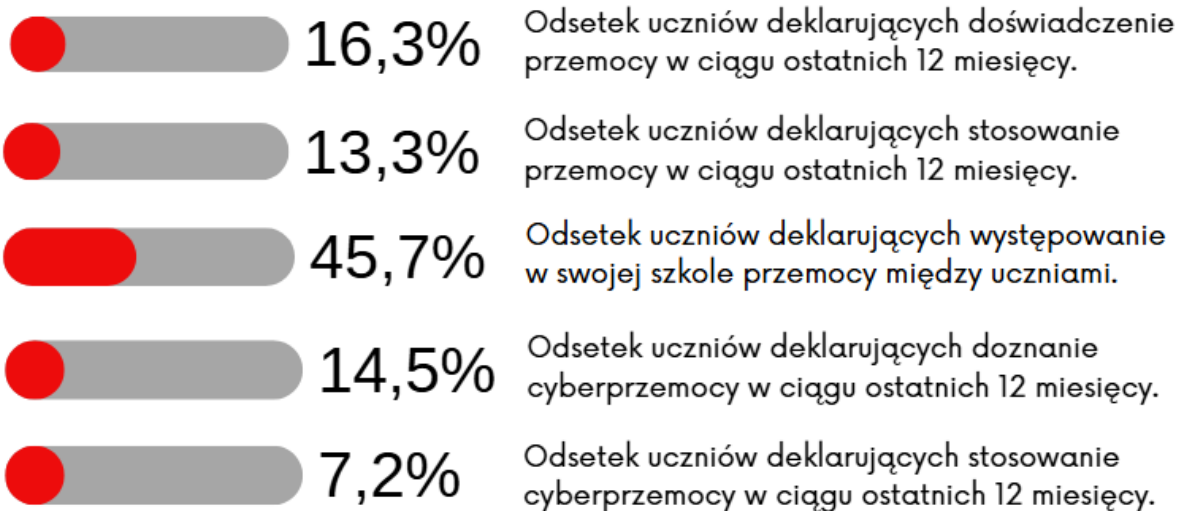 16,3%
Odsetek uczniów deklarujących doświadczenie
przemocy w ciągu ostatnich 12 miesięcy.
13,3%
Odsetek uczniów deklarujących stosowanie
przemocy w ciągu ostatnich 12 miesięcy.
45,7%
Odsetek uczniów deklarujących występowanie
w swojej szkole przemocy między uczniami.
14,5%
Odsetek uczniów deklarujących doznanie
cyberprzemocy w ciągu ostatnich 12 miesięcy.
7,2%
Odsetek uczniów deklarujących stosowanie
cyberprzemocy w ciągu ostatnich 12 miesięcy.